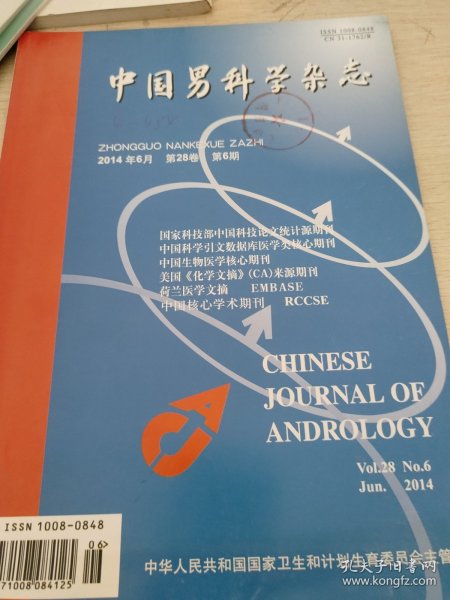 ISSN 1008-0848
CN 31-1762/R
中国男科学杂志
ZHONGGUO NANKEXUE ZAZHI
2014 年6月 第28卷 第6期
国家科技部中国科技论文统计源期刊
中国科学引文数据库医学类核心期刊
中国生物医学核心期刊
美国《化学文摘》(CA)来源期刊
荷兰医学文摘 EMBASE
中国核心学术期刊 RCCSE
CHINESE
JOURNAL OF
ANDROLOGY
Vol.28 No.6
Jun. 2014
ISSN 1008-0848
06>
771008084125
中华人民共和国国家卫生和计划生育委员会主管
孔夫子旧书网
www.kongfz.com